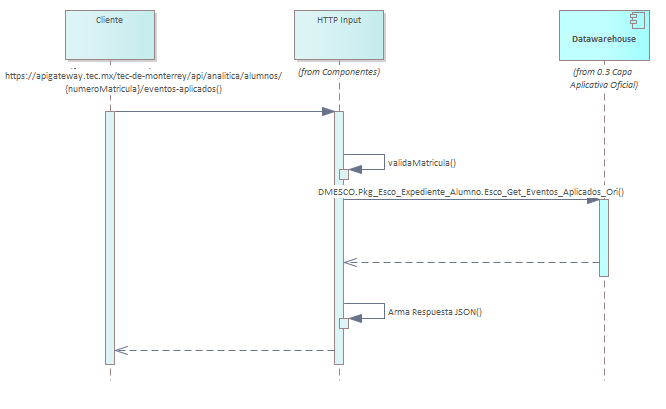 Cliente
HTTP Input
Datawarehouse
https://apigateway.tec.mx/tec-de-monterrey/api/analitica/alumnos/
{numeroMatricula}/eventos-aplicados()
(from Componentes)
(from 0.3 Capa
Aplicativa Oficial)
validaMatricula()
DMESCO.Pkg_Esco_Expediente_Alumno.Esco_Get_Eventos_Aplicados_Ori()
Arma Respuesta JSON()